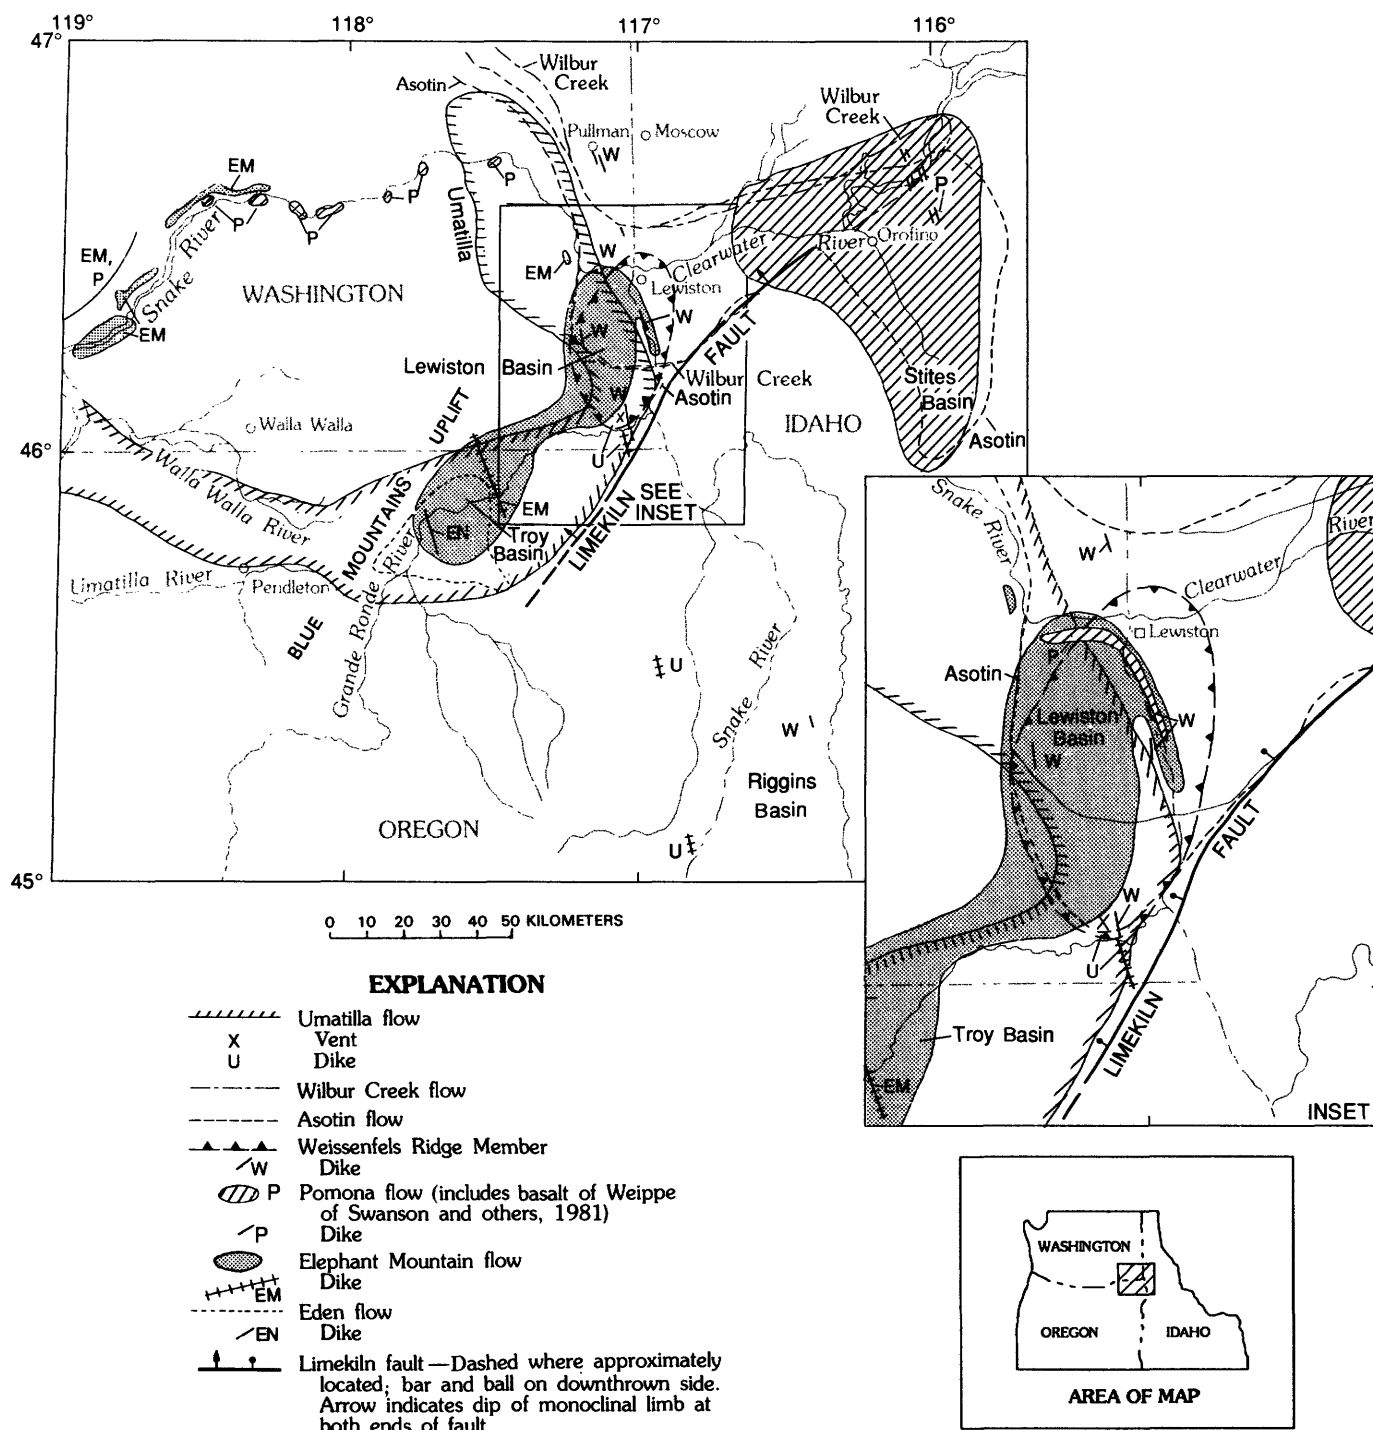 119°
118°
117°
116°
47°
Wilbur
Creek
Asotin
Wilbur
Creek
Pullman
Moscow
W
EM
P
P
P
P
P
Umatilla
River
Snake
EM,
P
EM
WASHINGTON
EM
W
Clearwater
River
Orofino
Lewiston
W
W
FAULT
Lewiston Basin
Wilbur Creek
Asotin
W
IDAHO
Stites
Basin
Asotin
UPLIFT
Walla Walla
46°
U
Walla
Walla River
MOUNTAINS
EM
EN
Troy
Basin
SEE
INSET
LIMEKILN
Umatilla River
Pendleton
BLUE
Grande Ronde River
U
Snake River
W
Riggins
Basin
OREGON
U
45°
Snake River
W
River
Clearwater
Lewiston
P
Asotin
Lewiston
Basin
W
W
FAULT
W
U
LIMEKILN
Troy Basin
EM
INSET
0 10 20 30 40 50 KILOMETERS
EXPLANATION
Umatilla flow
X Vent
U Dike
Wilbur Creek flow
Asotin flow
Weissenfels Ridge Member
W Dike
P Pomona flow (includes basalt of Weippe
of Swanson and others, 1981)
P Dike
Elephant Mountain flow
EM Dike
Eden flow
EN Dike
Limekiln fault—Dashed where approximately
located; bar and ball on downthrown side.
Arrow indicates dip of monoclinal limb at
both ends of fault
WASHINGTON
OREGON
IDAHO
AREA OF MAP